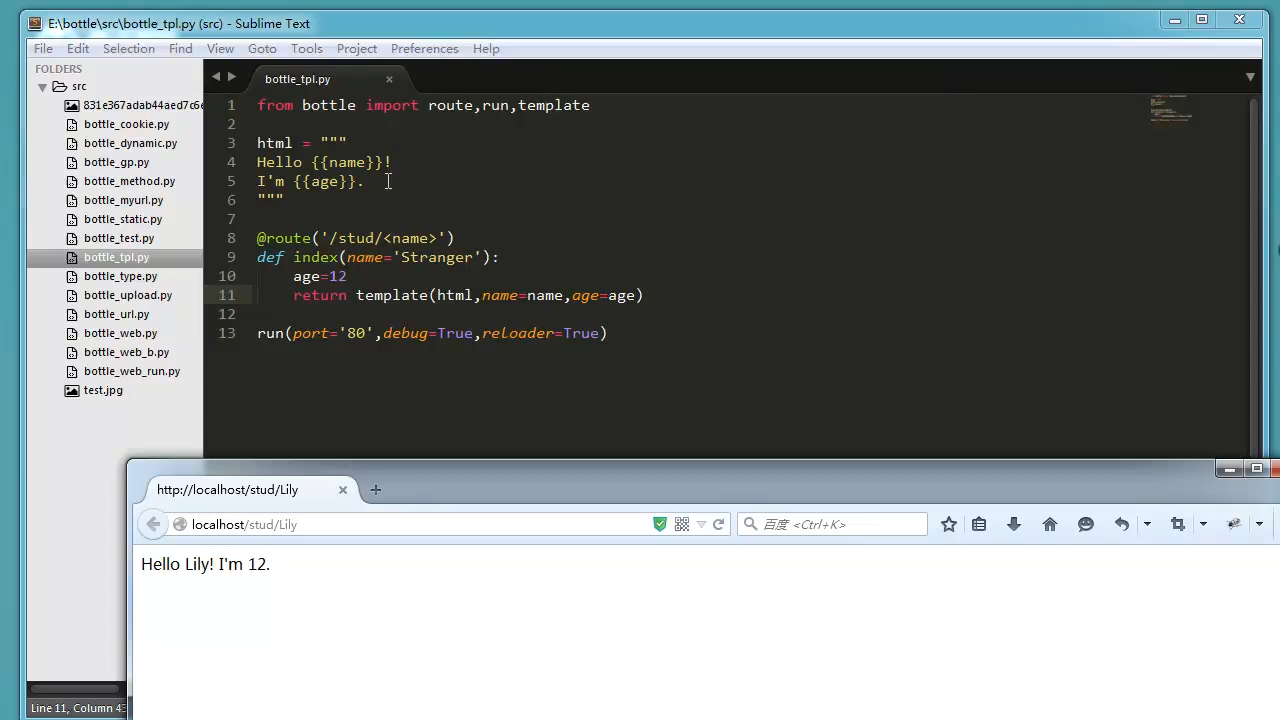 E:\bottle\src\bottle_tpl.py (src) - Sublime Text
File Edit Selection Find View Goto Tools Project Preferences Help
FOLDERS
src
831e367adab44aed7c6e
bottle_cookie.py
bottle_dynamic.py
bottle_gp.py
bottle_method.py
bottle_myurl.py
bottle_static.py
bottle_test.py
bottle_tpl.py
bottle_type.py
bottle_upload.py
bottle_url.py
bottle_web.py
bottle_web_b.py
bottle_web_run.py
test.jpg
bottle_tpl.py
1 from bottle import route,run,template
2
3 html = """
4 Hello {{name}}!
5 I'm {{age}}.
6 """
7
8 @route('/stud/<name>')
9 def index(name='Stranger'):
10 age=12
11 return template(html,name=name,age=age)
12
13 run(port='80',debug=True,reloader=True)
Line 11, Column 43
http://localhost/stud/Lily
localhost/stud/Lily
百度 <Ctrl+K>
Hello Lily! I'm 12.